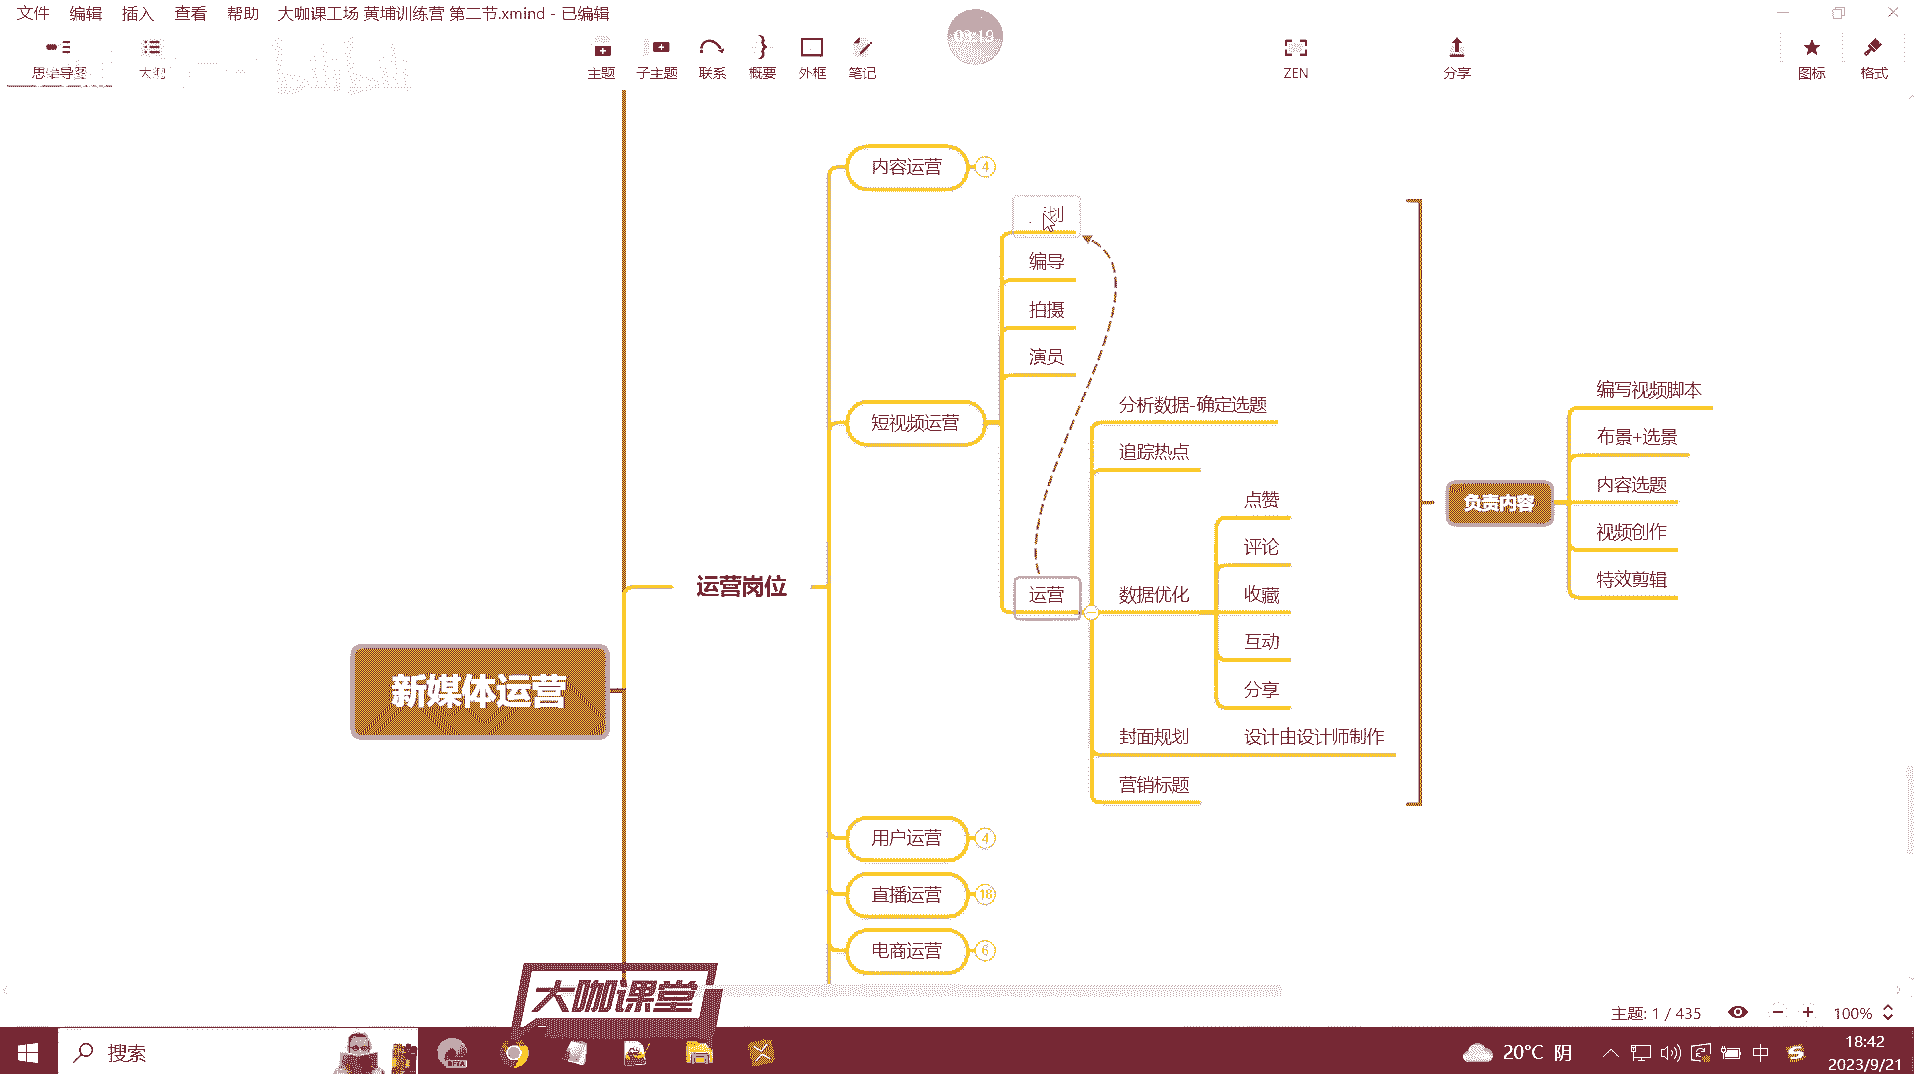 文件 编辑 插入 查看 帮助 大咖课工场 黄埔训练营 第二节.xmind - 已编辑
思维导图
主题 子主题 联系 概要 外框 笔记 ZEN 分享 图标 格式
03:19
内容运营 4
划
编导
拍摄
演员
短视频运营
分析数据-确定选题
追踪热点
点赞
评论
运营
数据优化
收藏
互动
分享
封面规划 设计由设计师制作
营销标题
负责内容
编写视频脚本
布景+选景
内容选题
视频创作
特效剪辑
运营岗位
新媒体运营
用户运营 4
直播运营 18
电商运营 6
大咖课堂
主题: 1 / 435 100%
搜索
20°C 阴
中
18:42
2023/9/21